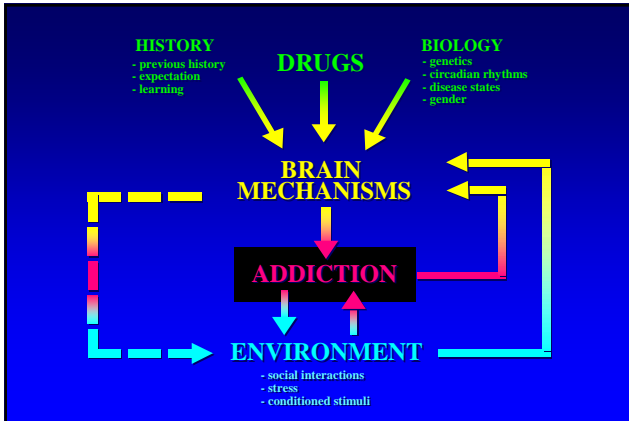 HISTORY
- previous history
- expectation
- learning
DRUGS
BIOLOGY
- genetics
- circadian rhythms
- disease states
- gender
BRAIN
MECHANISMS
ADDICTION
ENVIRONMENT
- social interactions
- stress
- conditioned stimuli